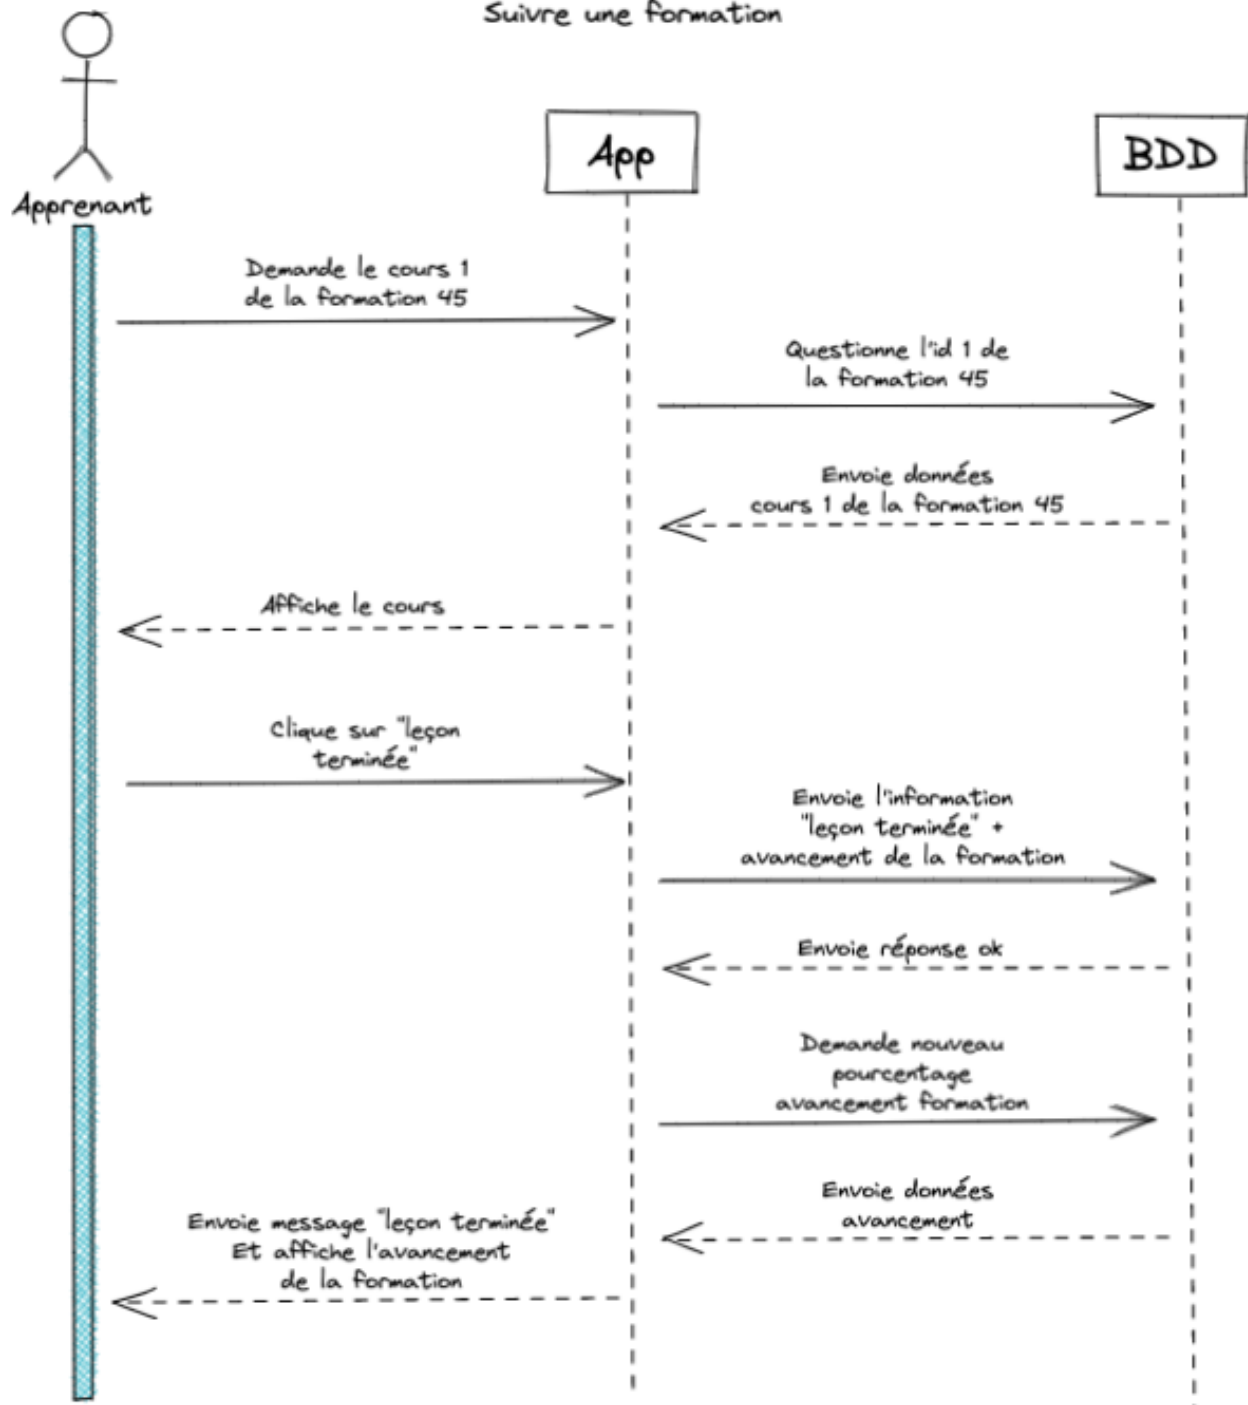 Suivre une formation
Apprenant
App
BDD
Demande le cours 1
de la formation 45
Questionne l'id 1 de
la formation 45
Envoie données
cours 1 de la formation 45
Affiche le cours
Clique sur "leçon
terminée"
Envoie l'information
"leçon terminée" +
avancement de la formation
Envoie réponse ok
Demande nouveau
pourcentage
avancement formation
Envoie données
avancement
Envoie message "leçon terminée"
Et affiche l'avancement
de la formation